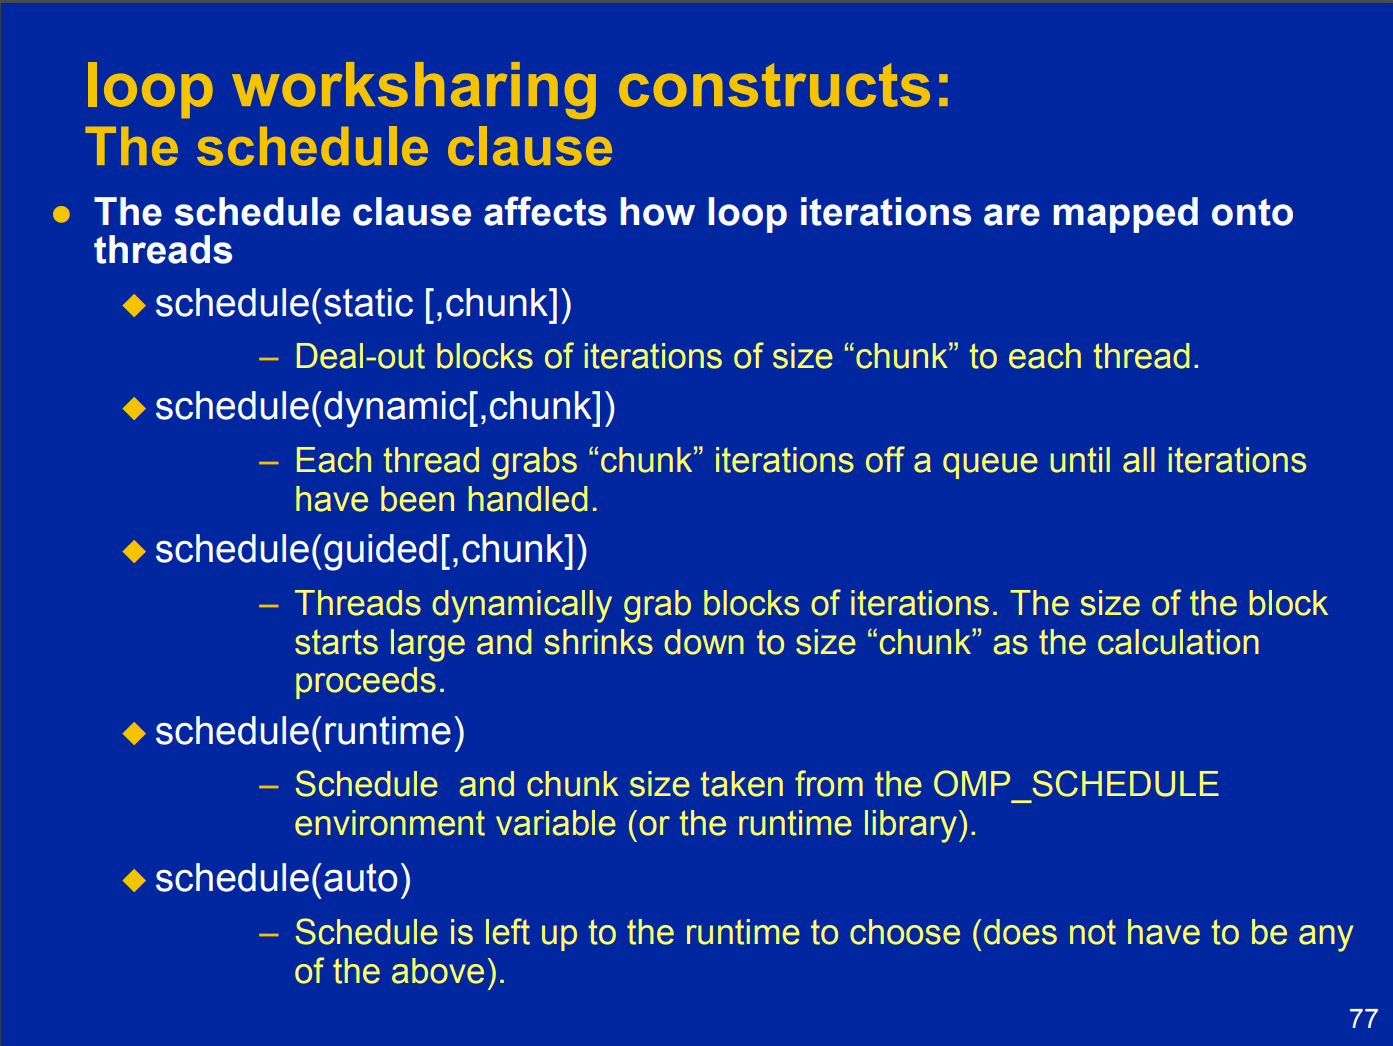 loop worksharing constructs:
The schedule clause
● The schedule clause affects how loop iterations are mapped onto
threads
◆ schedule(static [,chunk])
– Deal-out blocks of iterations of size “chunk” to each thread.
◆ schedule(dynamic[,chunk])
– Each thread grabs “chunk” iterations off a queue until all iterations
have been handled.
◆ schedule(guided[,chunk])
– Threads dynamically grab blocks of iterations. The size of the block
starts large and shrinks down to size “chunk” as the calculation
proceeds.
◆ schedule(runtime)
– Schedule  and chunk size taken from the OMP_SCHEDULE
environment variable (or the runtime library).
◆ schedule(auto)
– Schedule is left up to the runtime to choose (does not have to be any
of the above).
77